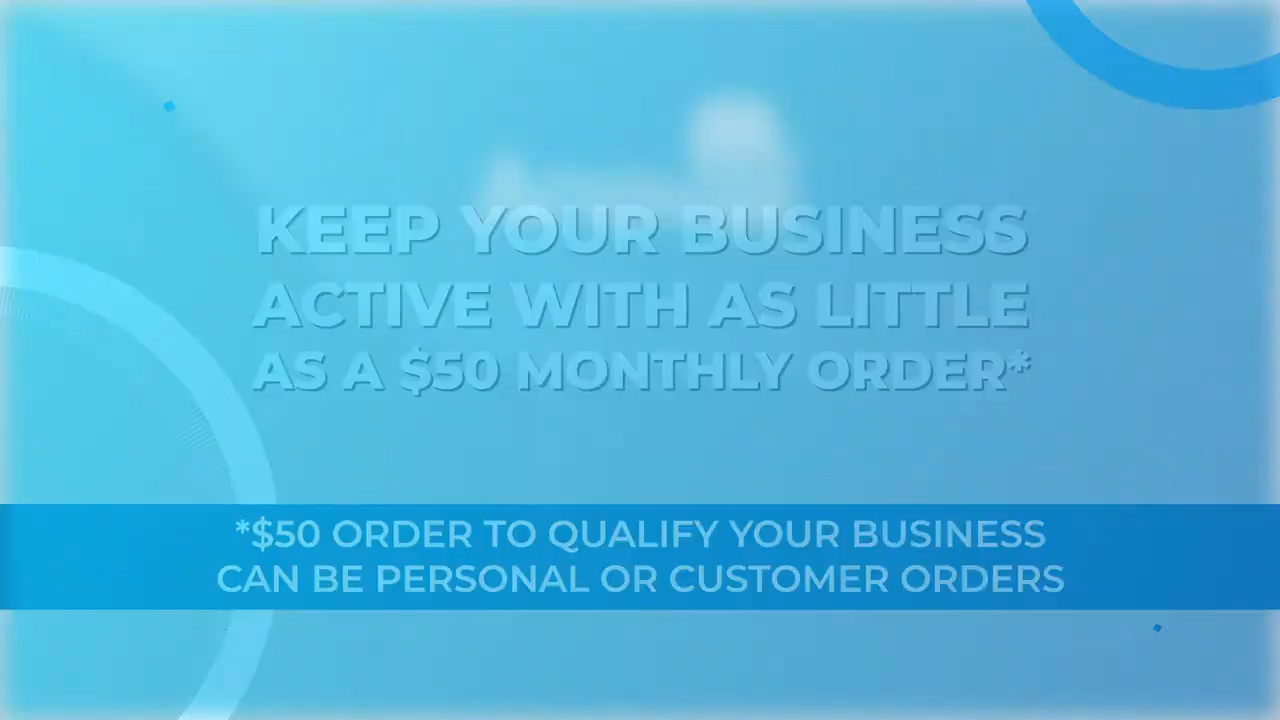 KEEP YOUR BUSINESS
ACTIVE WITH AS LITTLE
AS A $50 MONTHLY ORDER*
*$50 ORDER TO QUALIFY YOUR BUSINESS
CAN BE PERSONAL OR CUSTOMER ORDERS